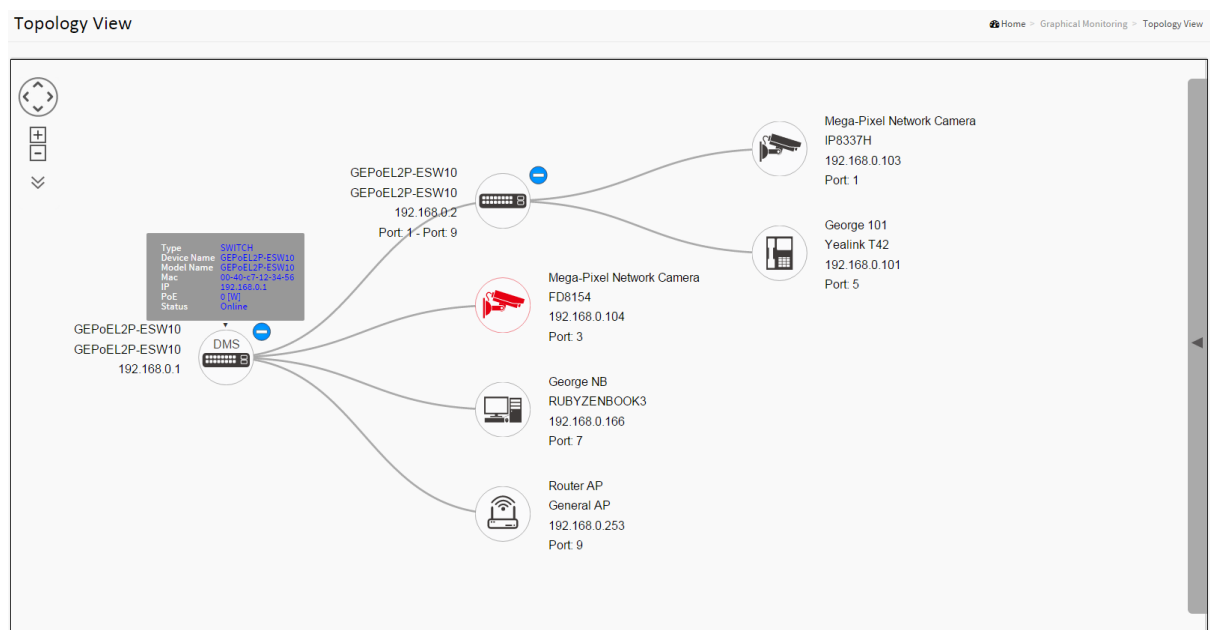 Topology View
Home > Graphical Monitoring > Topology View
Mega-Pixel Network Camera
IP8337H
192.168.0.103
Port: 1
GEPoEL2P-ESW10
GEPoEL2P-ESW10
192.168.0.2
Port: 1 - Port: 9
George 101
Yealink T42
192.168.0.101
Port: 5
Type SWITCH
Device Name GEPoEL2P-ESW10
Model Name GEPoEL2P-ESW10
Mac 00-40-c7-12-34-56
IP 192.168.0.1
PoE 0 [W]
Status Online
Mega-Pixel Network Camera
FD8154
192.168.0.104
Port: 3
GEPoEL2P-ESW10
GEPoEL2P-ESW10
192.168.0.1
DMS
George NB
RUBYZENBOOK3
192.168.0.166
Port: 7
Router AP
General AP
192.168.0.253
Port: 9